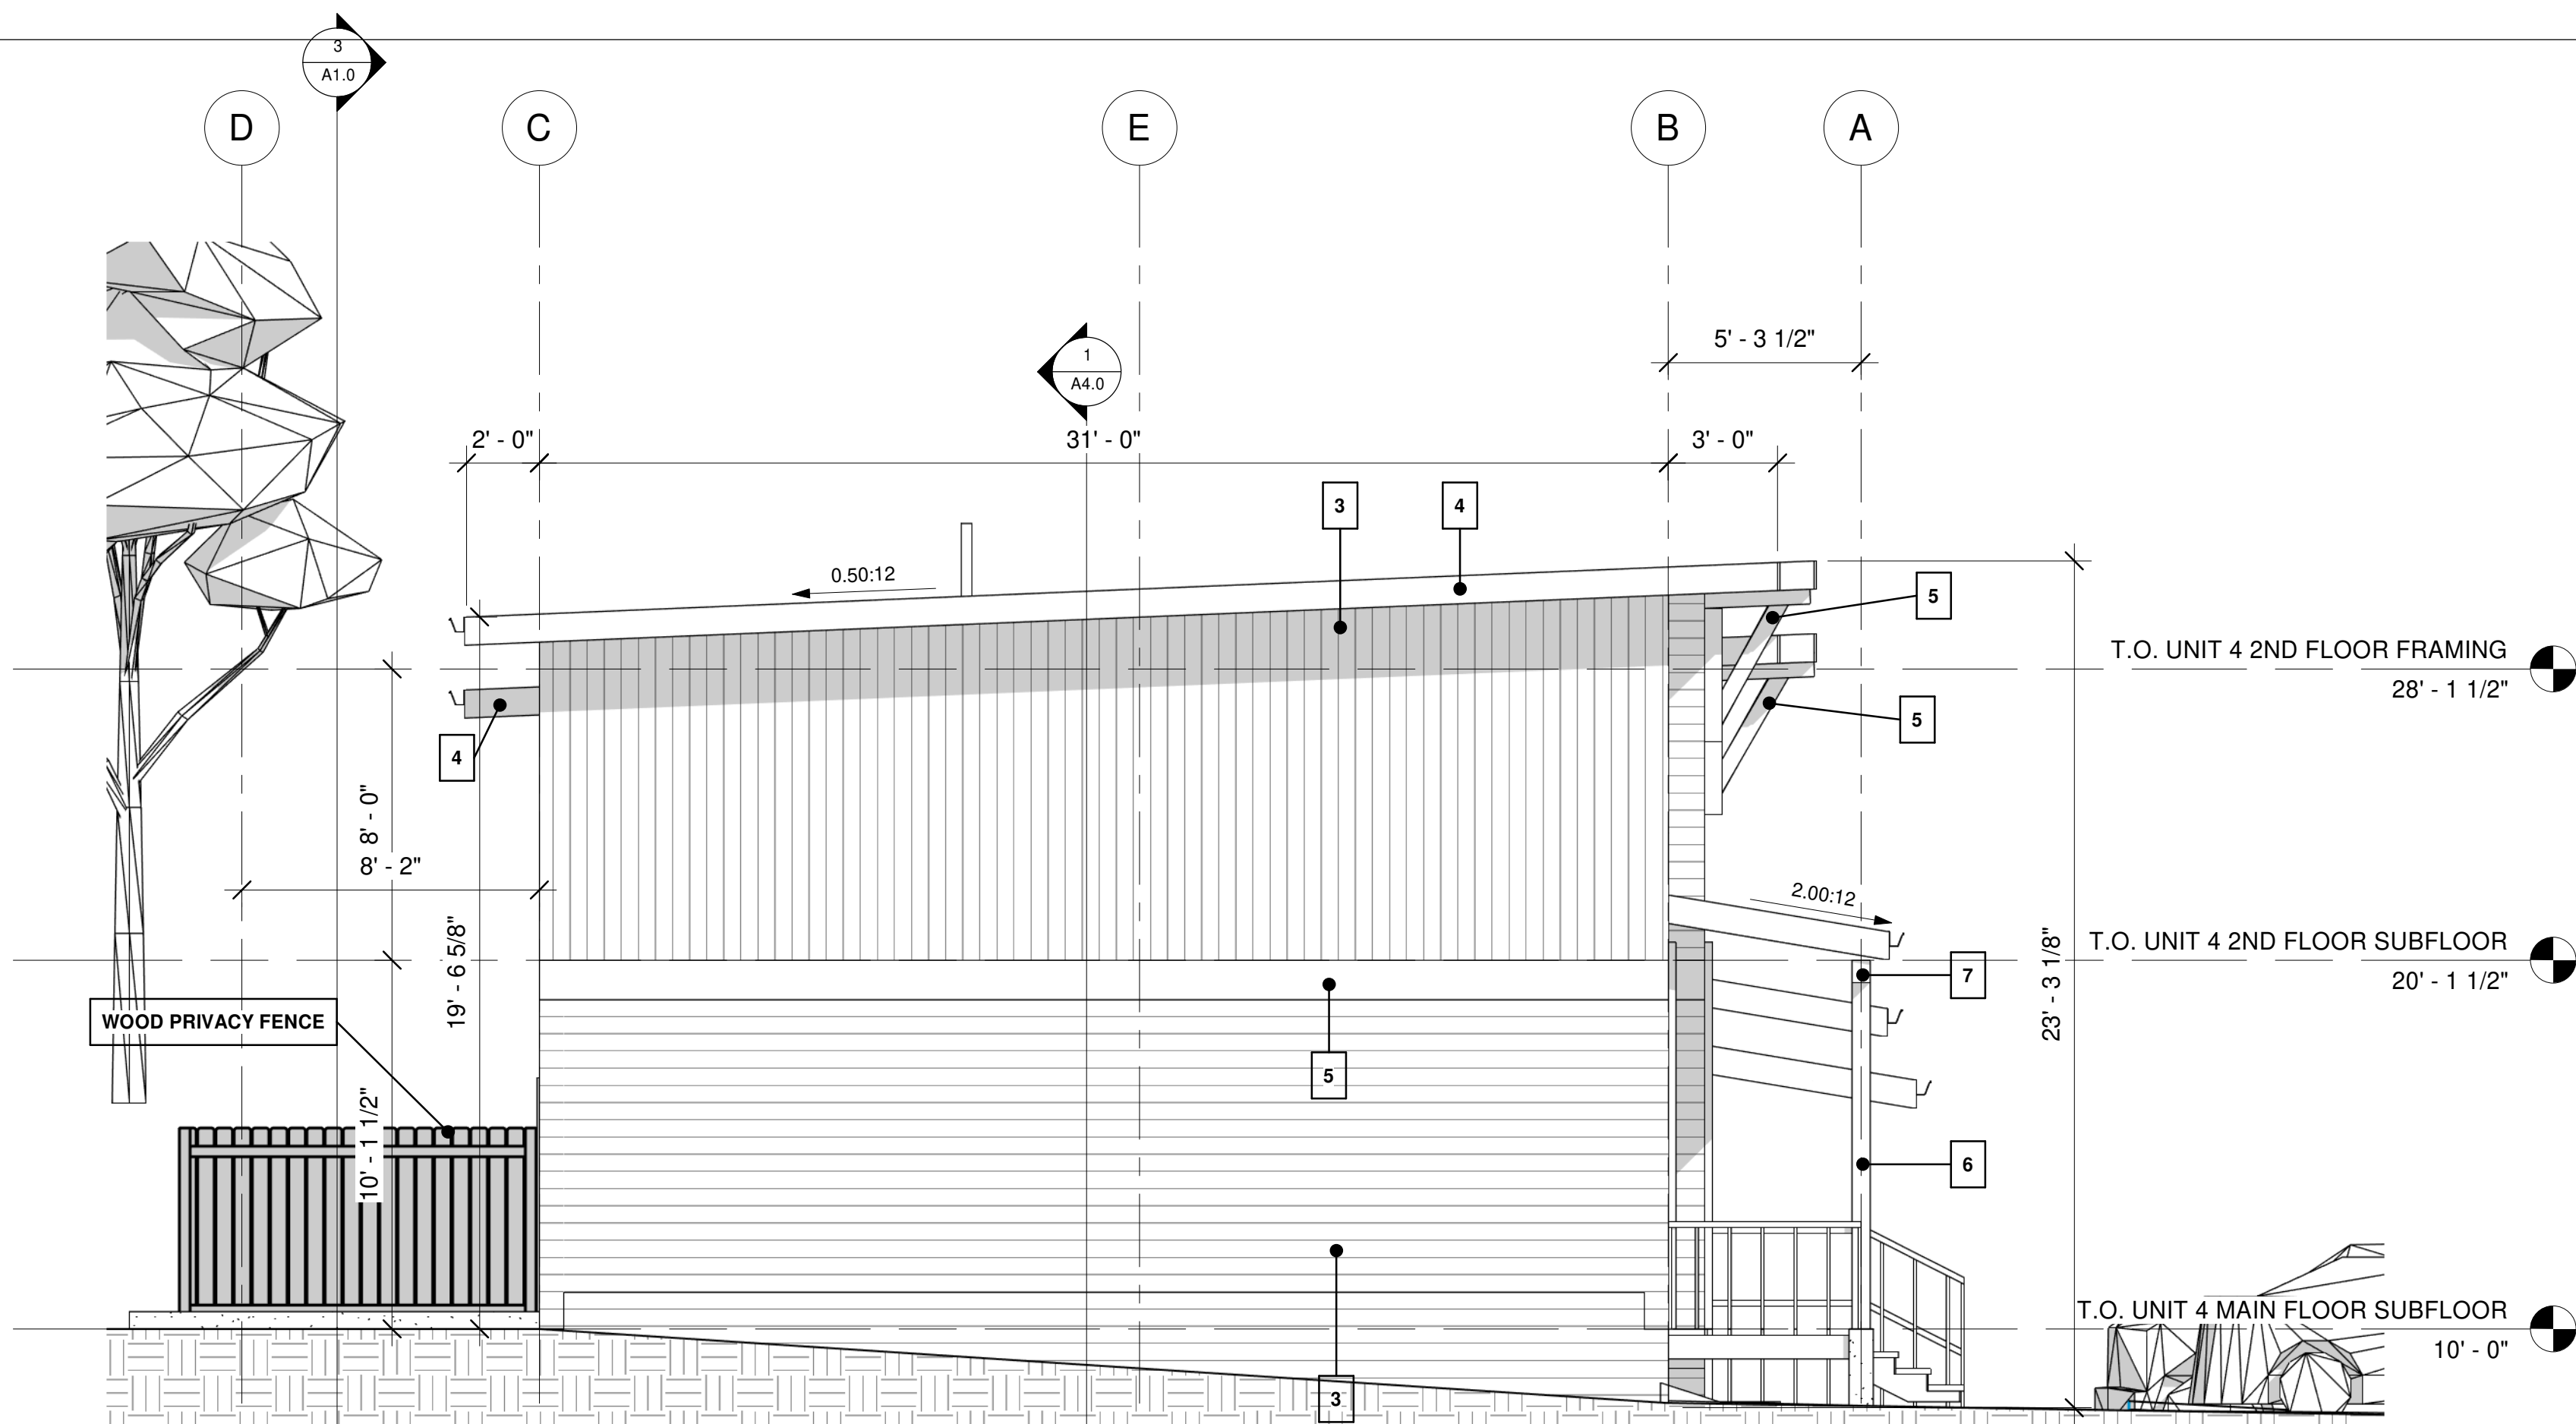 3
A1.0
D
C
E
B
A
5' - 3 1/2"
1
A4.0
2' - 0"
31' - 0"
3' - 0"
3
4
0.50:12
5
T.O. UNIT 4 2ND FLOOR FRAMING
28' - 1 1/2"
5
4
8' - 0"
8' - 2"
2.00:12
19' - 6 5/8"
23' - 3 1/8"
T.O. UNIT 4 2ND FLOOR SUBFLOOR
20' - 1 1/2"
7
WOOD PRIVACY FENCE
5
10' - 1 1/2"
6
T.O. UNIT 4 MAIN FLOOR SUBFLOOR
10' - 0"
3